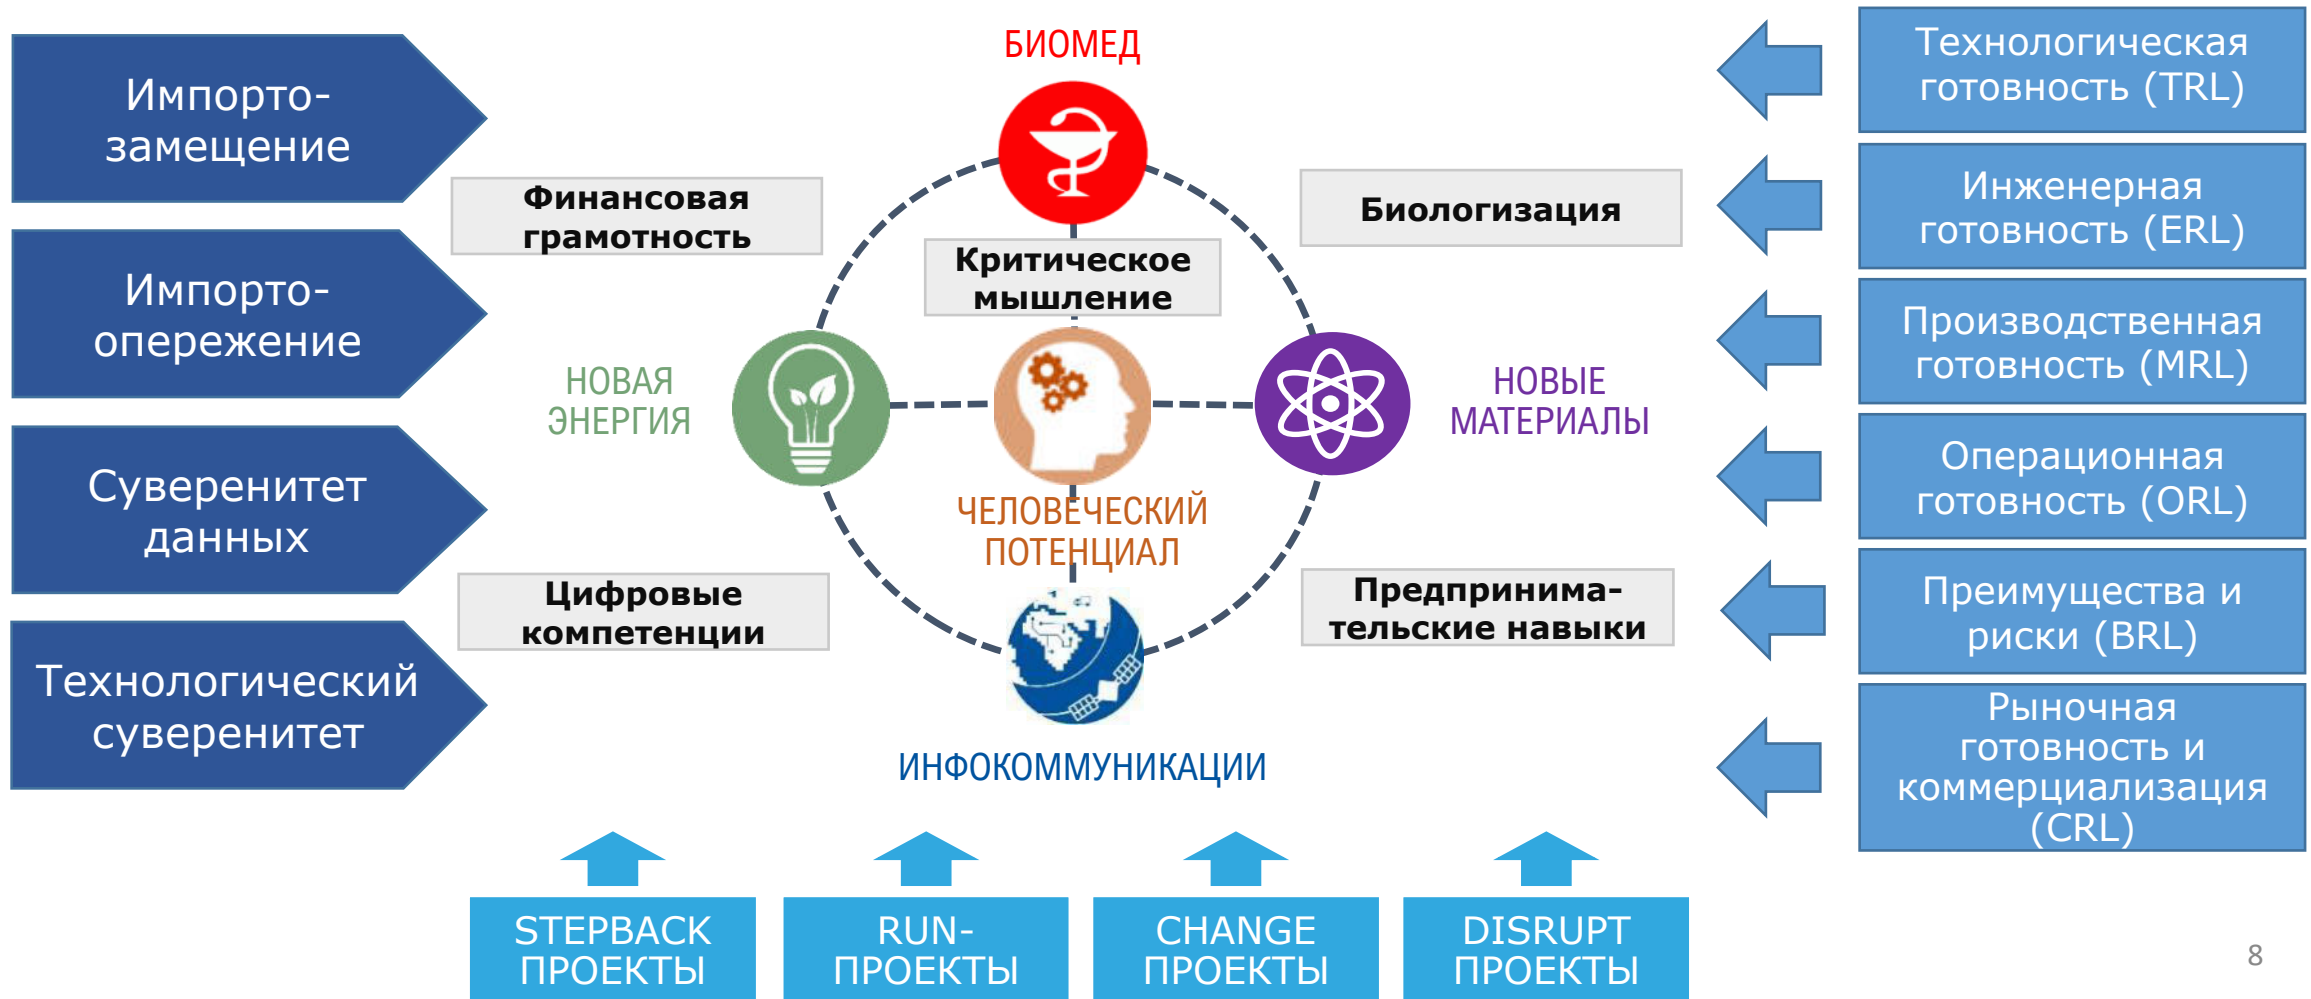 Импорто-
замещение
Импорто-
опережение
Суверенитет
данных
Технологический
суверенитет
БИОМЕД
Финансовая
грамотность
Биологизация
Критическое
мышление
НОВАЯ
ЭНЕРГИЯ
НОВЫЕ
МАТЕРИАЛЫ
ЧЕЛОВЕЧЕСКИЙ
ПОТЕНЦИАЛ
Цифровые
компетенции
Предпринима-
тельские навыки
ИНФОКОММУНИКАЦИИ
Технологическая
готовность (TRL)
Инженерная
готовность (ERL)
Производственная
готовность (MRL)
Операционная
готовность (ORL)
Преимущества и
риски (BRL)
Рыночная
готовность и
коммерциализация
(CRL)
STEPBACK
ПРОЕКТЫ
RUN-
ПРОЕКТЫ
CHANGE
ПРОЕКТЫ
DISRUPT
ПРОЕКТЫ
8